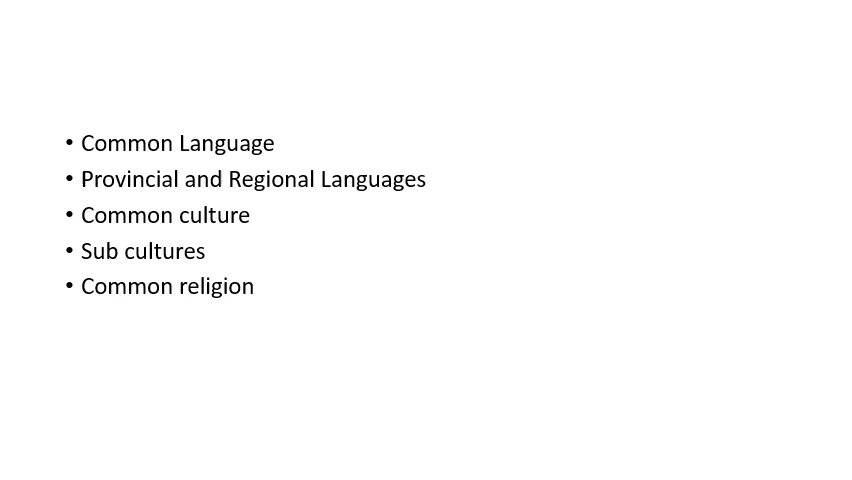 • Common Language
• Provincial and Regional Languages
• Common culture
• Sub cultures
• Common religion